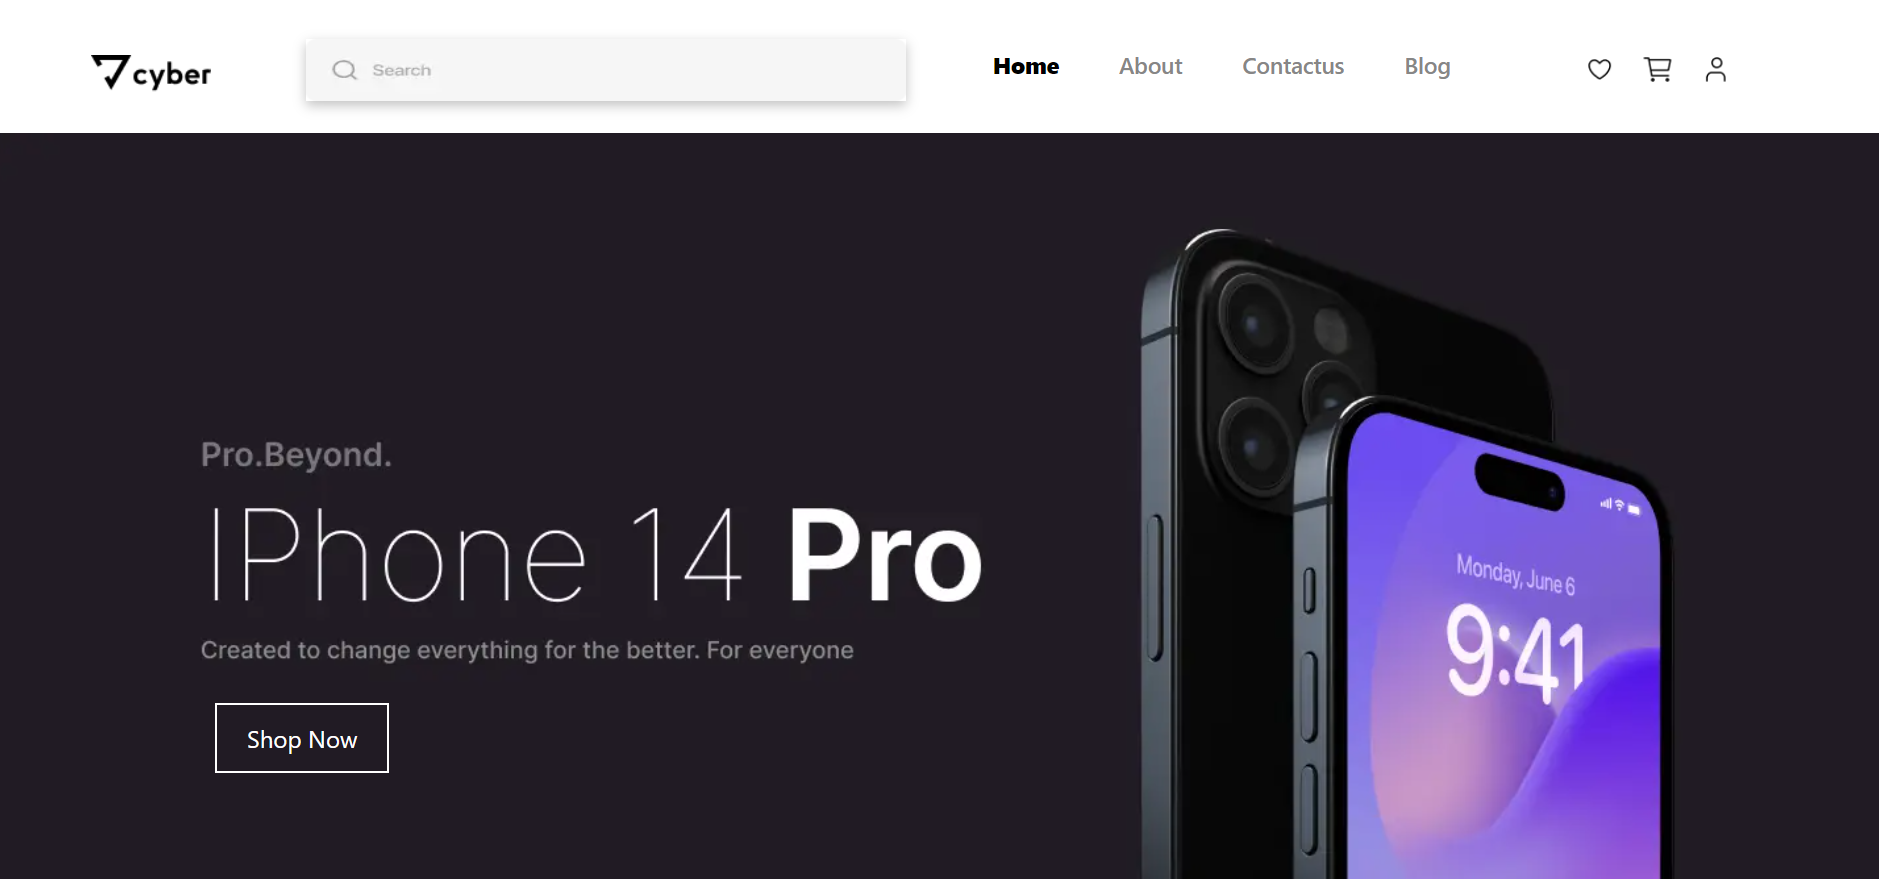 cyber
Search
Home About Contactus Blog
Pro.Beyond.
IPhone 14 Pro
Created to change everything for the better. For everyone
Shop Now
Monday, June 6
9:41